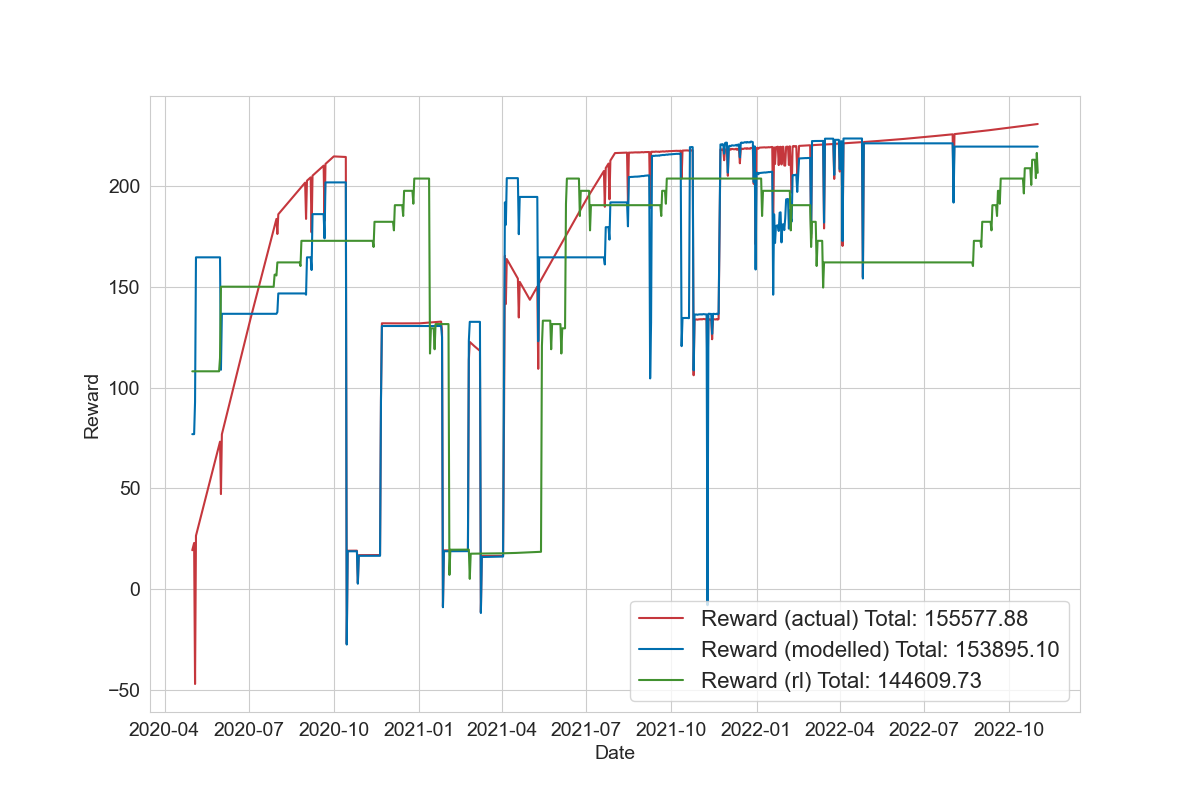 200
150
100
50
0
−50
Reward
Reward (actual) Total: 155577.88
Reward (modelled) Total: 153895.10
Reward (rl) Total: 144609.73
2020-04 2020-07 2020-10 2021-01 2021-04 2021-07 2021-10 2022-01 2022-04 2022-07 2022-10
Date